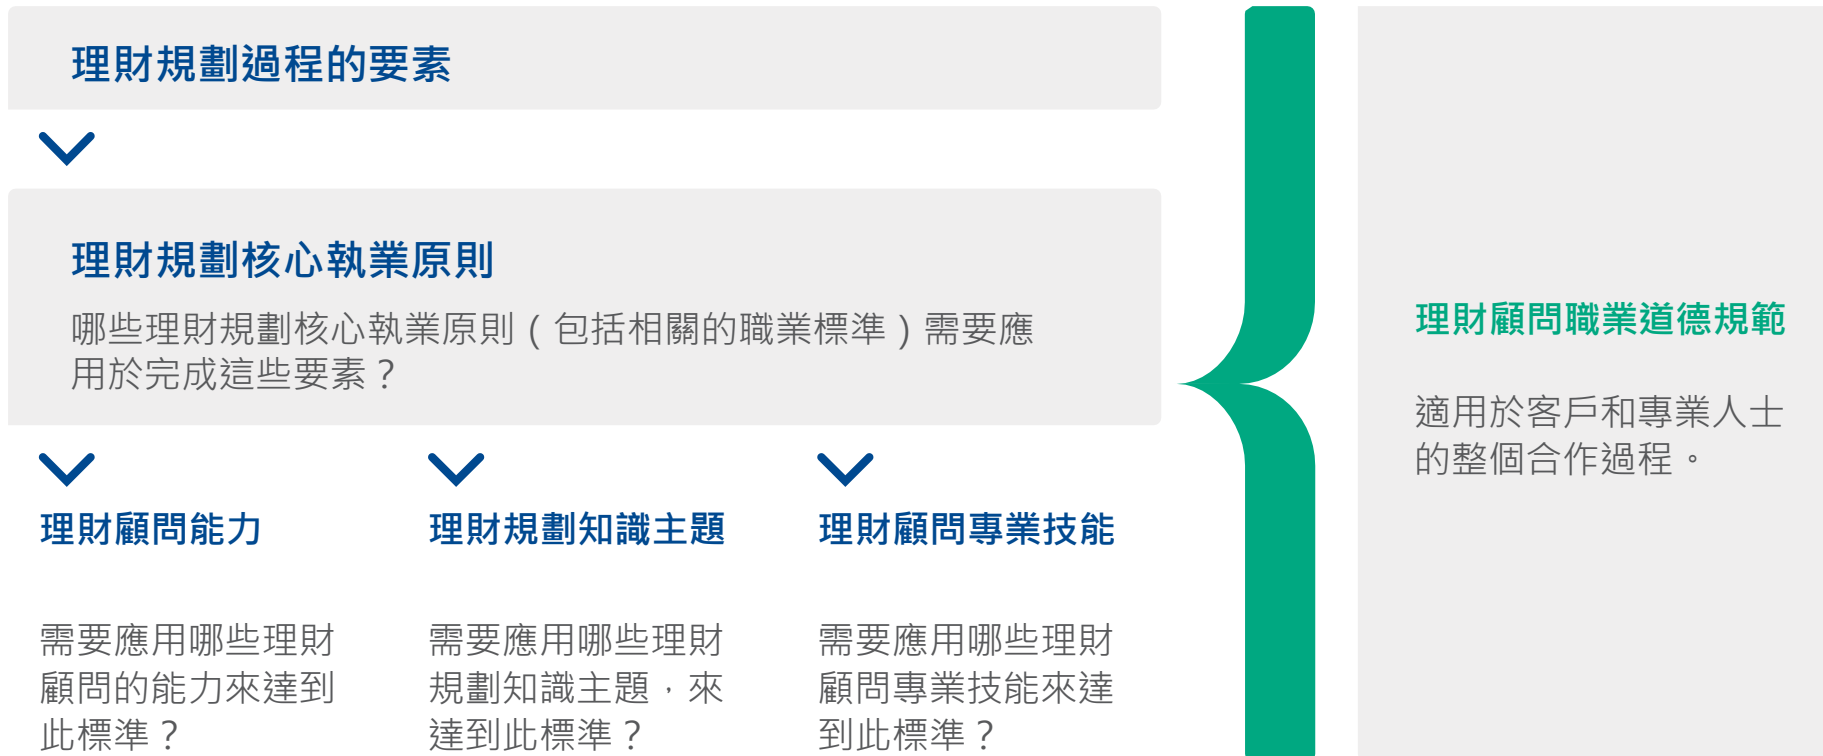 理財規劃過程的要素
理財規劃核心執業原則
哪些理財規劃核心執業原則（包括相關的職業標準）需要應
用於完成這些要素？
理財顧問能力
需要應用哪些理財
顧問的能力來達到
此標準？
理財規劃知識主題
需要應用哪些理財
規劃知識主題，來
達到此標準？
理財顧問專業技能
需要應用哪些理財
顧問專業技能來達
到此標準？
理財顧問職業道德規範
適用於客戶和專業人士
的整個合作過程。